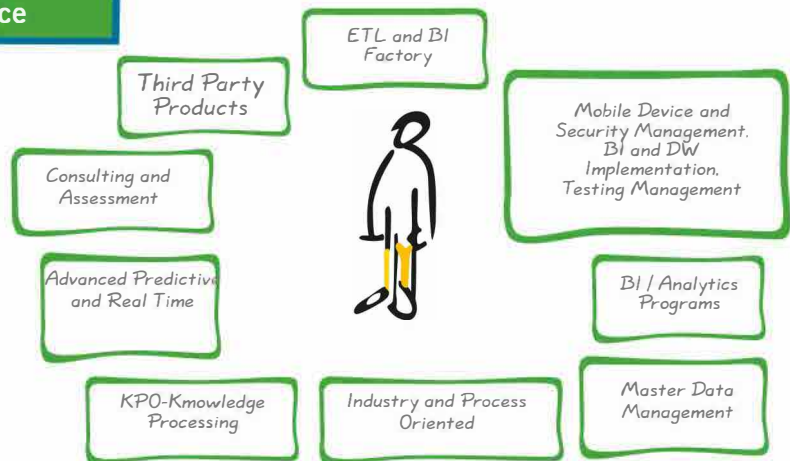 ce
ETL and BI
Factory
Third Party
Products
Mobile Device and
Security Management.
BI and DW
Implementation,
Testing Management
Consulting and
Assessment
Advanced Predictive
and Real Time
BI / Analytics
Programs
KPO-Kmowledge
Processing
Industry and Process
Oriented
Master Data
Management